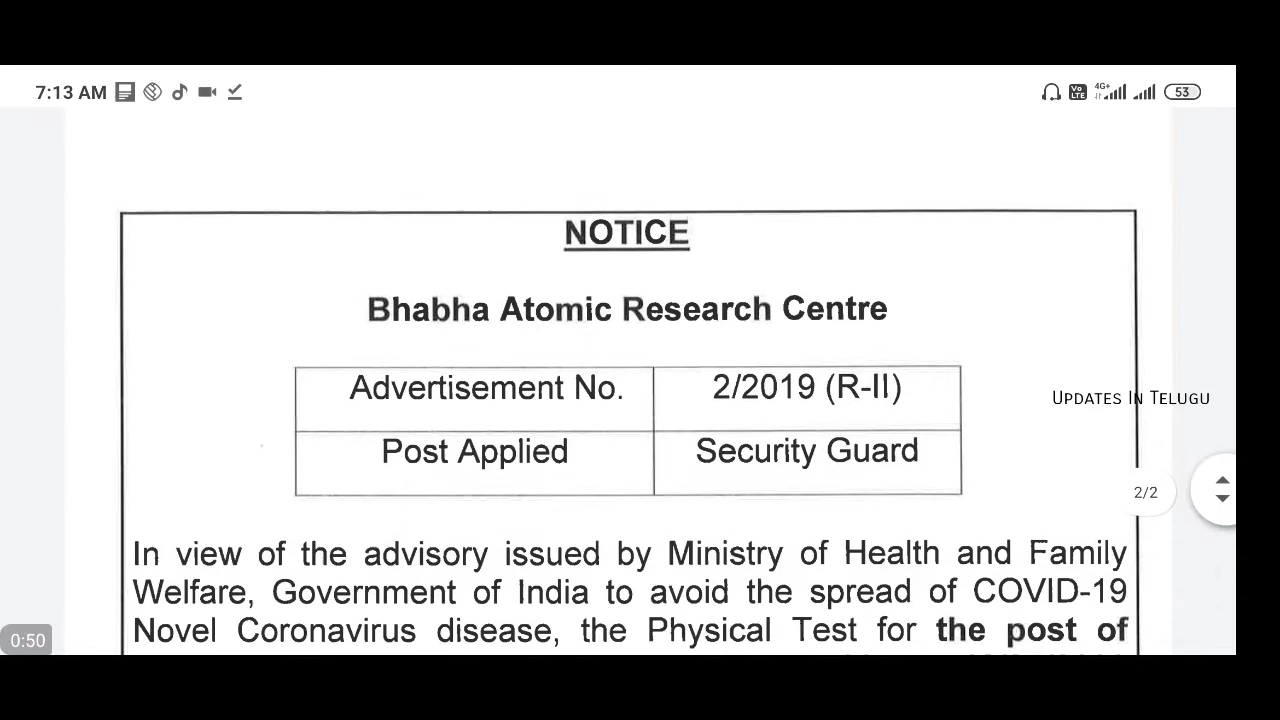 7:13 AM
Vo LTE 4G+ 53
NOTICE
Bhabha Atomic Research Centre
Advertisement No. 2/2019 (R-II)
UPDATES IN TELUGU
Post Applied Security Guard
2/2
In view of the advisory issued by Ministry of Health and Family
Welfare, Government of India to avoid the spread of COVID-19
Novel Coronavirus disease, the Physical Test for the post of
0:50